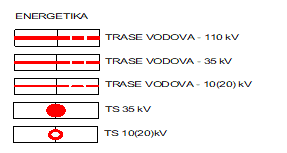 ENERGETIKA
TRASE VODOVA - 110 kV
TRASE VODOVA - 35 kV
TRASE VODOVA - 10(20) kV
TS 35 kV
TS 10(20)kV